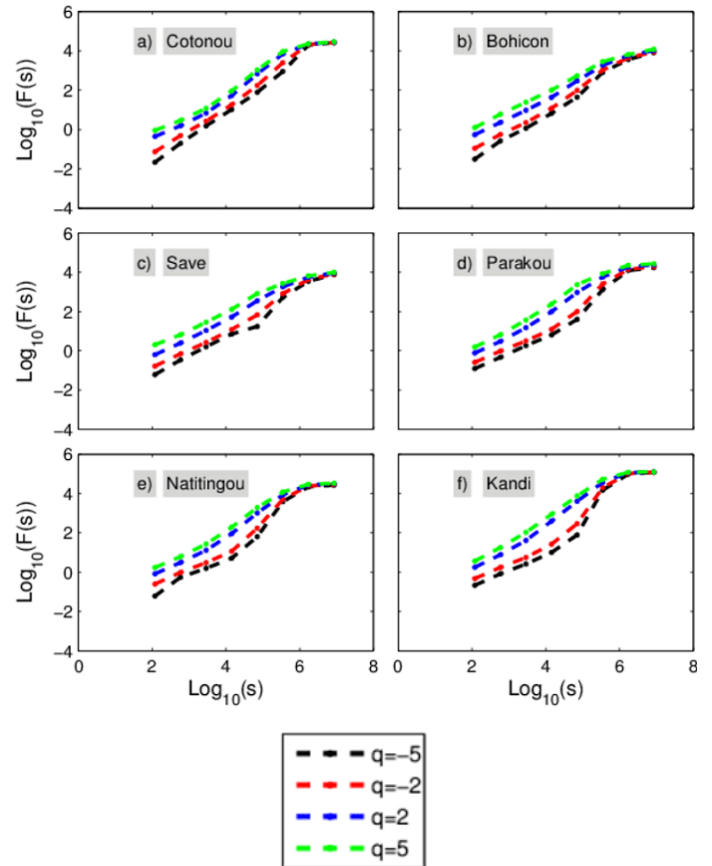 6
4
2
0
−2
−4
Log10(F(s))
a) Cotonou
b) Bohicon
6
4
2
0
−2
−4
Log10(F(s))
c) Save
d) Parakou
6
4
2
0
−2
−4
Log10(F(s))
e) Natitingou
f) Kandi
0 2 4 6 8
0 2 4 6 8
Log10(s)
Log10(s)
q=-5
q=-2
q=2
q=5